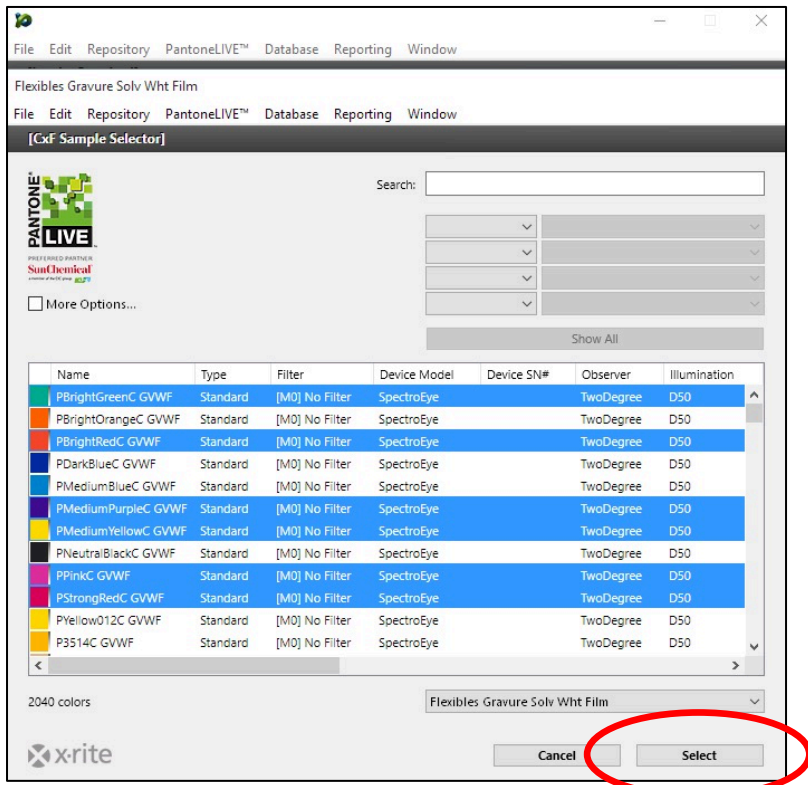 File Edit Repository PantoneLIVE™ Database Reporting Window
Flexibles Gravure Solv Wht Film
File Edit Repository PantoneLIVE™ Database Reporting Window
[CxF Sample Selector]
PANTONE®
LIVE
PREFERRED PARTNER
SunChemical
Search:
More Options...
Show All
Name Type Filter Device Model Device SN# Observer Illumination
PBrightGreenC GVWF Standard [M0] No Filter SpectroEye TwoDegree D50
PBrightOrangeC GVWF Standard [M0] No Filter SpectroEye TwoDegree D50
PBrightRedC GVWF Standard [M0] No Filter SpectroEye TwoDegree D50
PDarkBlueC GVWF Standard [M0] No Filter SpectroEye TwoDegree D50
PMediumBlueC GVWF Standard [M0] No Filter SpectroEye TwoDegree D50
PMediumPurpleC GVWF Standard [M0] No Filter SpectroEye TwoDegree D50
PMediumYellowC GVWF Standard [M0] No Filter SpectroEye TwoDegree D50
PNeutralBlackC GVWF Standard [M0] No Filter SpectroEye TwoDegree D50
PPinkC GVWF Standard [M0] No Filter SpectroEye TwoDegree D50
PStrongRedC GVWF Standard [M0] No Filter SpectroEye TwoDegree D50
PYellow012C GVWF Standard [M0] No Filter SpectroEye TwoDegree D50
P3514C GVWF Standard [M0] No Filter SpectroEye TwoDegree D50
2040 colors Flexibles Gravure Solv Wht Film
x·rite Cancel Select